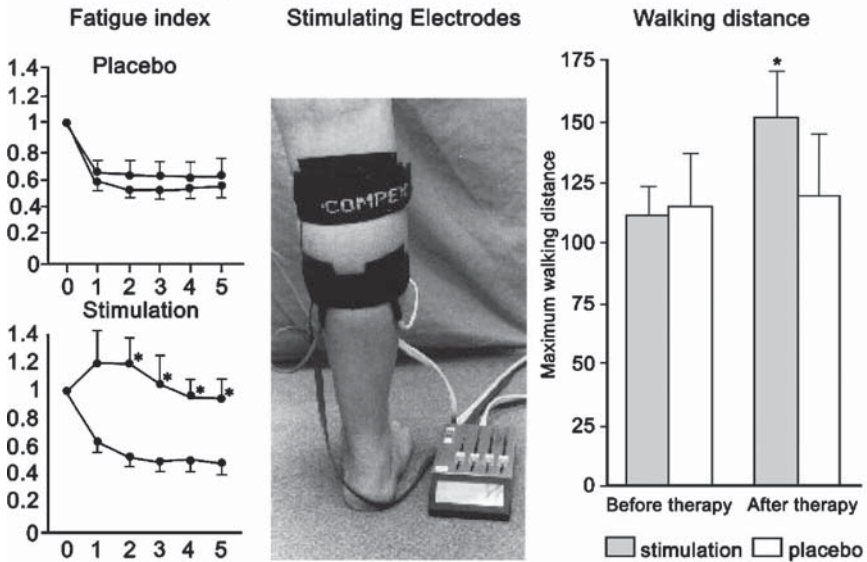 Fatigue index
Placebo
1.4
1.2
1
0.8
0.6
0.4
0.2
0
0 1 2 3 4 5
Stimulation
1.4
*
1.2
*
*
*
1
0.8
0.6
0.4
0.2
0
0 1 2 3 4 5
Stimulating Electrodes
COMPEX
Walking distance
Maximum walking distance
175
*
150
125
100
75
50
25
0
Before therapy After therapy
stimulation placebo